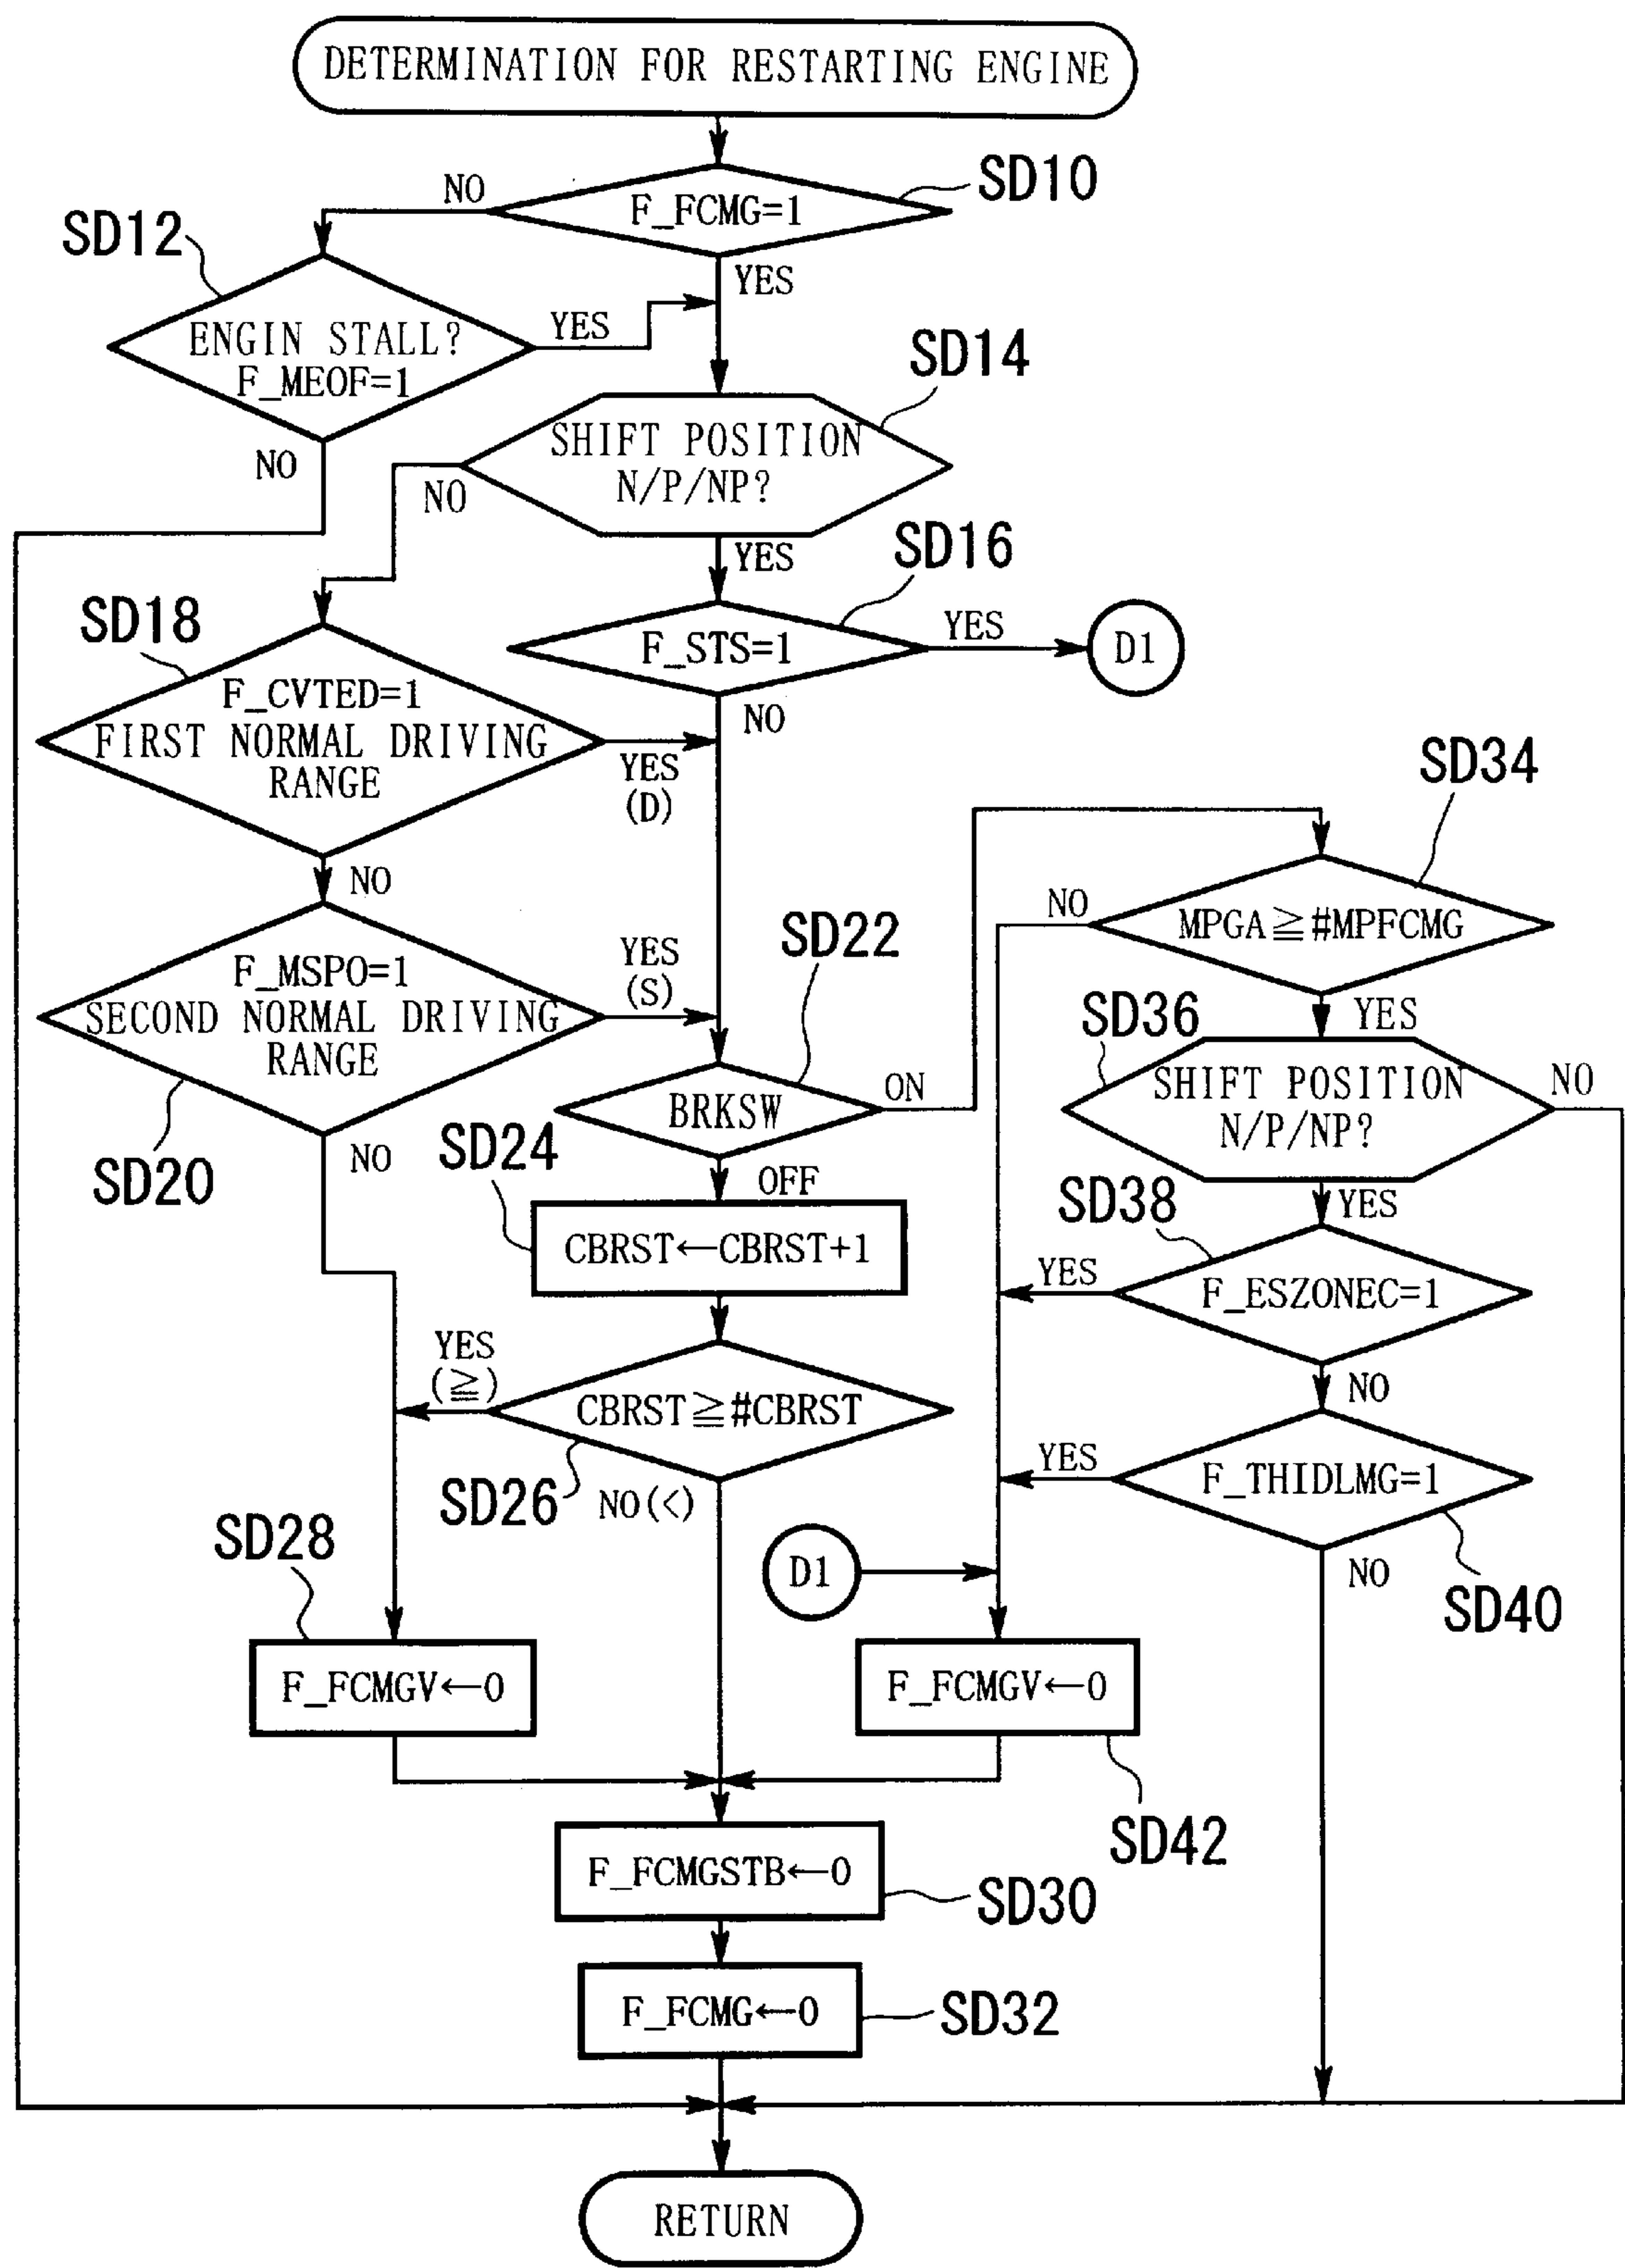 DETERMINATION FOR RESTARTING ENGINE
SD10
NO
F_FCMG=1
YES
SD12
ENGIN STALL?
F_MEOF=1
YES
NO
SD14
SHIFT POSITION
N/P/NP?
NO
YES
SD16
F_STS=1
YES
D1
NO
SD18
F_CVTED=1
FIRST NORMAL DRIVING
RANGE
YES
(D)
NO
SD34
NO
MPGA≧#MPFCMG
YES
SD22
YES
(S)
F_MSPO=1
SECOND NORMAL DRIVING
RANGE
SD20
NO
BRKSW
ON
OFF
SD36
SHIFT POSITION
N/P/NP?
NO
YES
SD24
CBRST←CBRST+1
SD38
YES
F_ESZONEC=1
NO
YES
(≧)
CBRST≧#CBRST
SD26
NO(<)
YES
F_THIDLMG=1
NO
SD40
SD28
D1
F_FCMGV←0
F_FCMGV←0
SD42
F_FCMGSTB←0
SD30
F_FCMG←0
SD32
RETURN